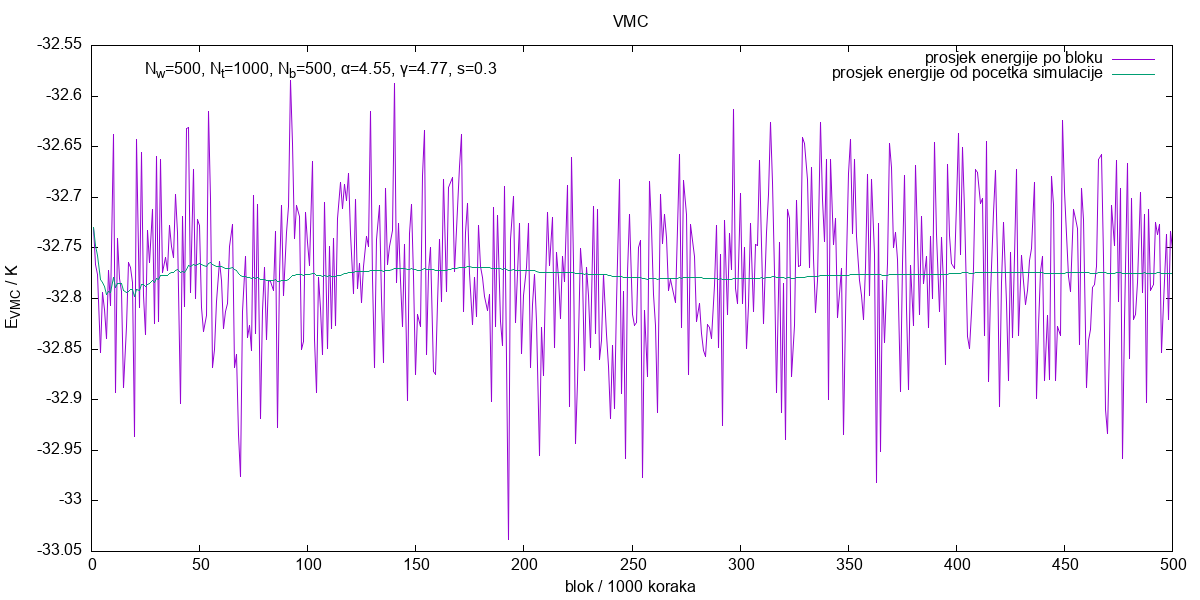 VMC
N_w=500, N_t=1000, N_b=500, α=4.55, γ=4.77, s=0.3
prosjek energije po bloku
prosjek energije od pocetka simulacije
E_VMC / K
-32.55
-32.6
-32.65
-32.7
-32.75
-32.8
-32.85
-32.9
-32.95
-33
-33.05
0 50 100 150 200 250 300 350 400 450 500
blok / 1000 koraka